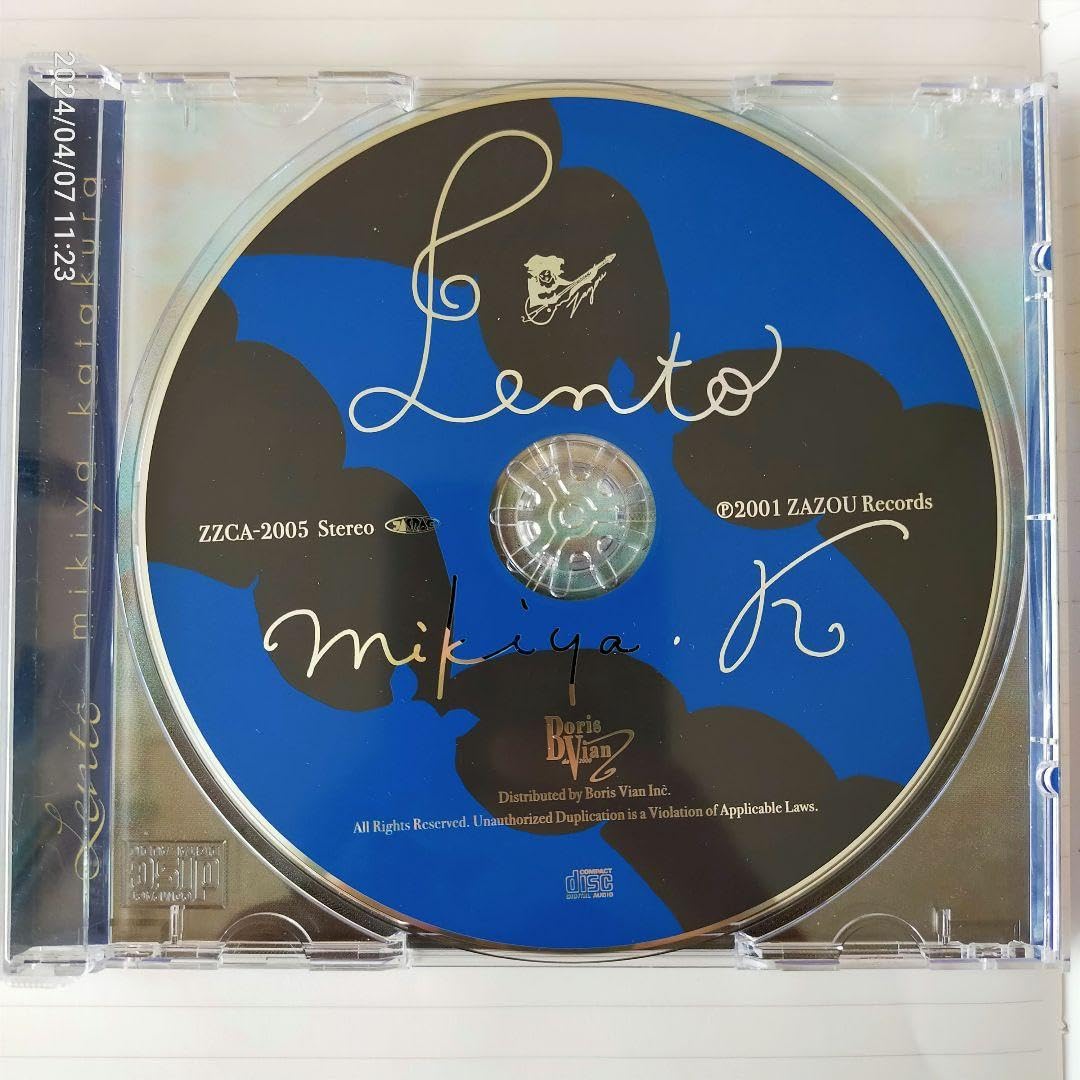 2024/04/07 11:23
Lento mikiya katakura
Lento
ZZCA-2005 Stereo
℗2001 ZAZOU Records
mikiya.K
Boris
Vian
2000
Distributed by Boris Vian Inc.
All Rights Reserved. Unauthorized Duplication is a Violation of Applicable Laws.
COMPACT
disc
DIGITAL AUDIO